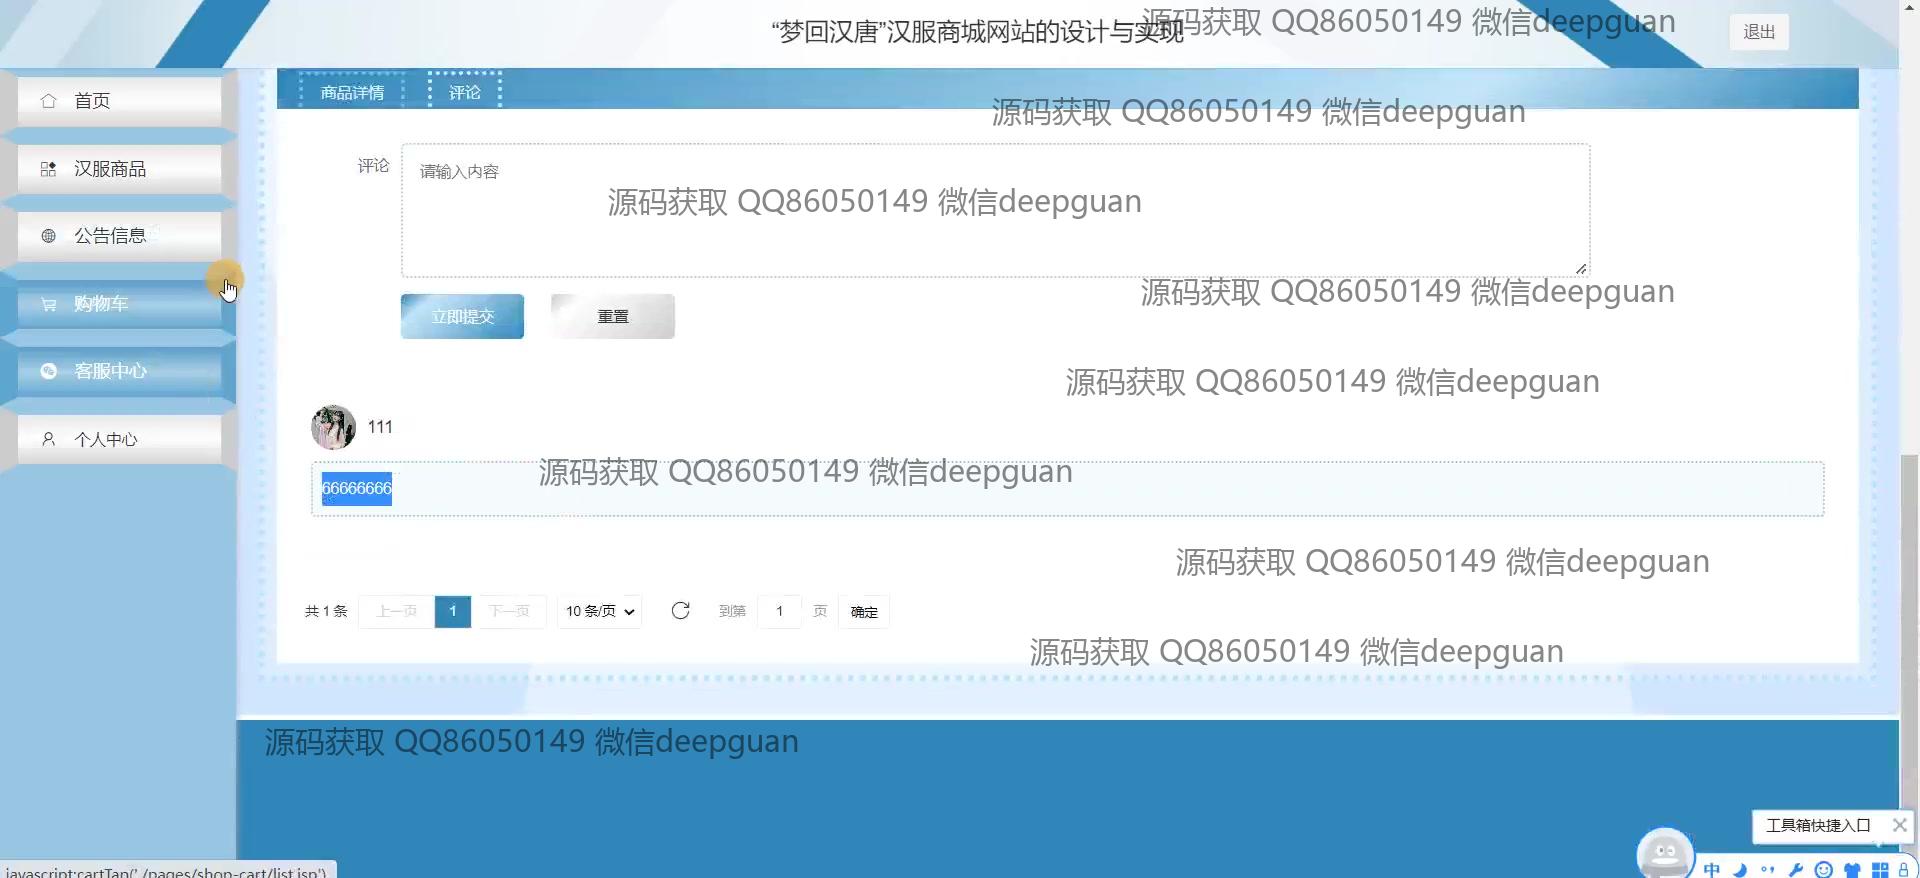 “梦回汉唐”汉服商城网站的设计与实现
源码获取 QQ86050149 微信deepguan
退出
首页
汉服商品
公告信息
购物车
客服中心
个人中心
商品详情
评论
源码获取 QQ86050149 微信deepguan
评论
请输入内容
源码获取 QQ86050149 微信deepguan
源码获取 QQ86050149 微信deepguan
立即提交
重置
源码获取 QQ86050149 微信deepguan
111
源码获取 QQ86050149 微信deepguan
66666666
源码获取 QQ86050149 微信deepguan
共 1 条
上一页
1
下一页
10 条/页
到第
1
页
确定
源码获取 QQ86050149 微信deepguan
源码获取 QQ86050149 微信deepguan
工具箱快捷入口
中
javascript:cartTap('./pages/shop-cart/list.jsp')